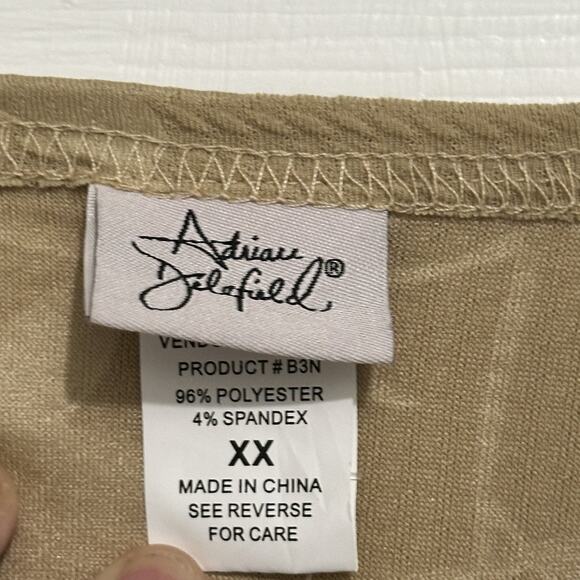 Adrian
Delafield®
PRODUCT # B3N
96% POLYESTER
4% SPANDEX
XX
MADE IN CHINA
SEE REVERSE
FOR CARE